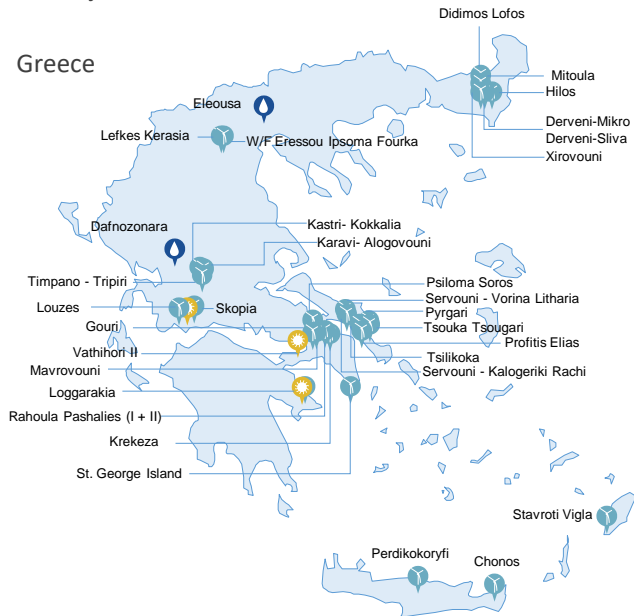 Didimos Lofos
Greece
Mitoula
Hilos
Eleousa
Derveni-Mikro
Derveni-Sliva
Xirovouni
Lefkes Kerasia
W/F Eressou Ipsoma Fourka
Dafnozonara
Kastri- Kokkalia
Karavi- Alogovouni
Timpano - Tripiri
Psiloma Soros
Servouni - Vorina Litharia
Louzes
Skopia
Pyrgari
Gouri
Tsouka Tsougari
Profitis Elias
Vathihori II
Tsilikoka
Mavrovouni
Servouni - Kalogeriki Rachi
Loggarakia
Rahoula Pashalies (I + II)
Krekeza
St. George Island
Stavroti Vigla
Perdikokoryfi
Chonos